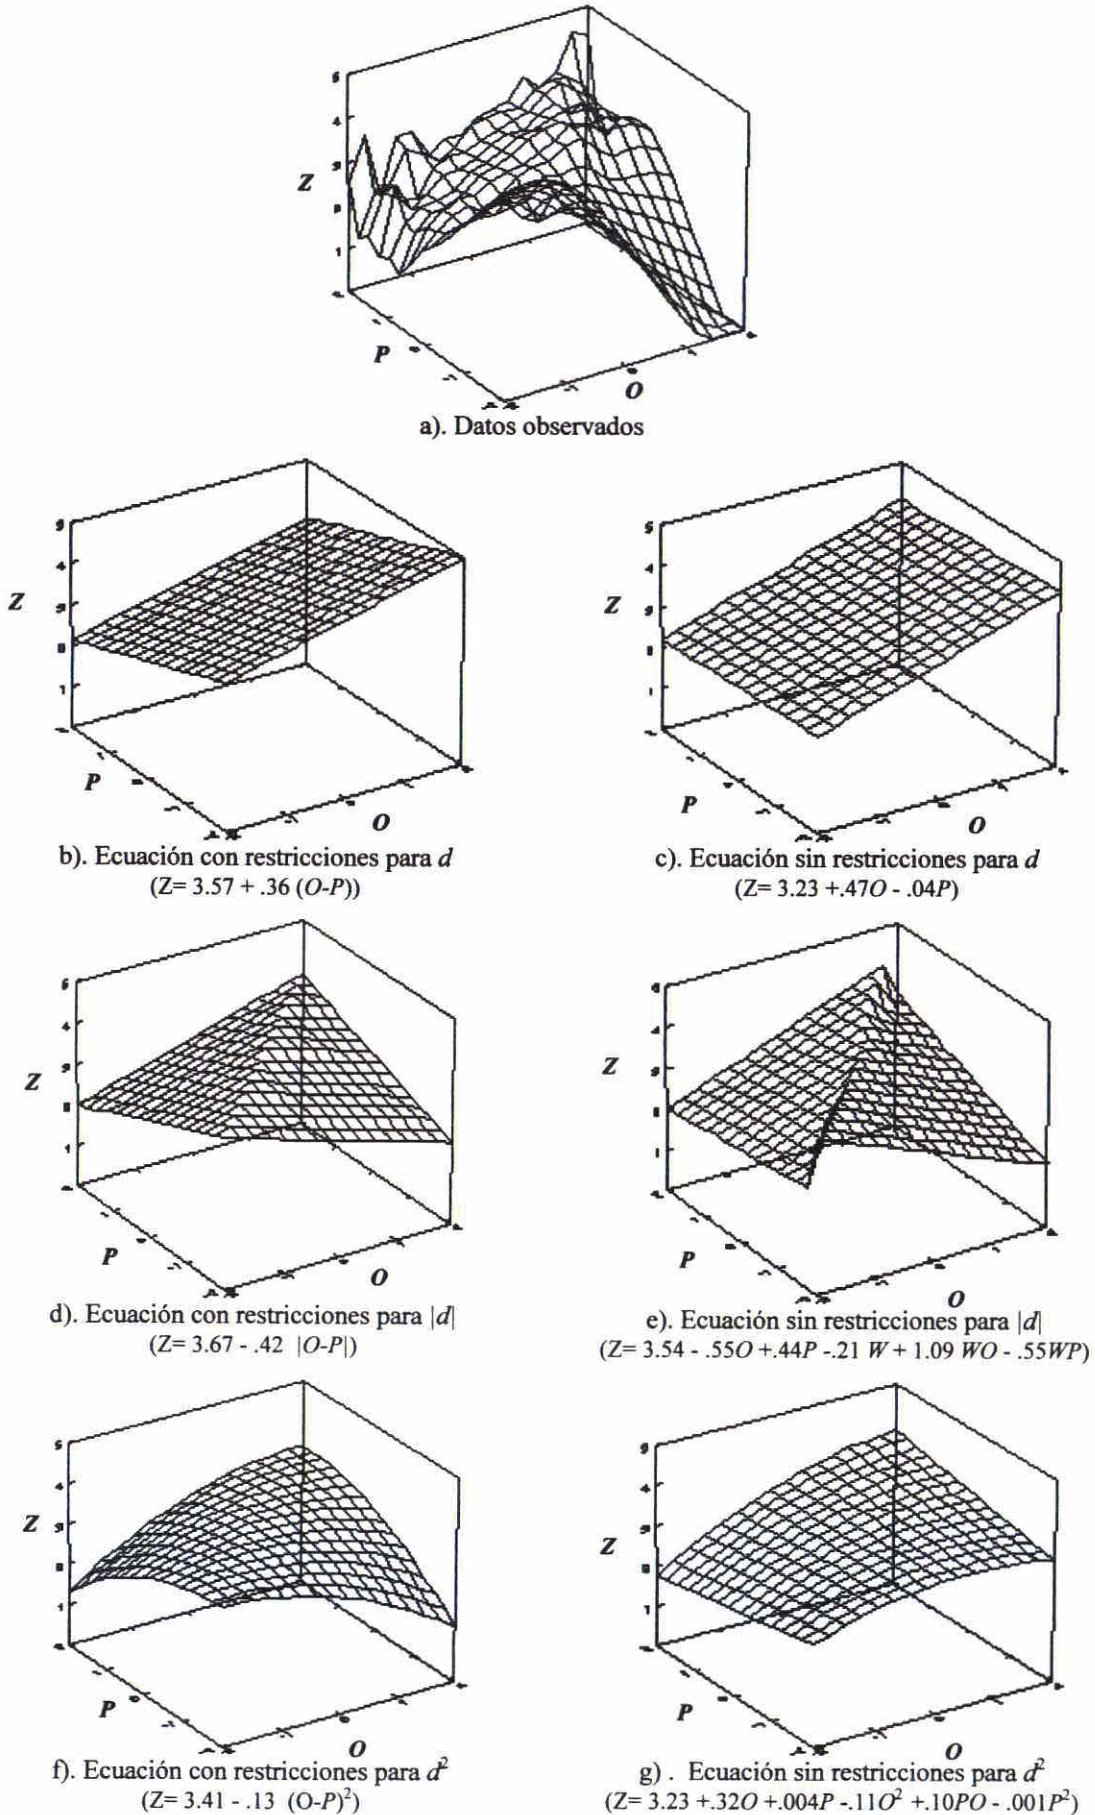 Z
P
O
a). Datos observados
Z
P
O
b). Ecuación con restricciones para d
(Z= 3.57 + .36 (O-P))
Z
P
O
c). Ecuación sin restricciones para d
(Z= 3.23 +.47O - .04P)
Z
P
O
d). Ecuación con restricciones para |d|
(Z= 3.67 - .42 |O-P|)
Z
P
O
e). Ecuación sin restricciones para |d|
(Z= 3.54 - .55O +.44P -.21 W + 1.09 WO - .55WP)
Z
P
O
f). Ecuación con restricciones para d²
(Z= 3.41 - .13 (O-P)²)
Z
P
O
g) . Ecuación sin restricciones para d²
(Z= 3.23 +.32O +.004P -.11O² +.10PO - .001P²)